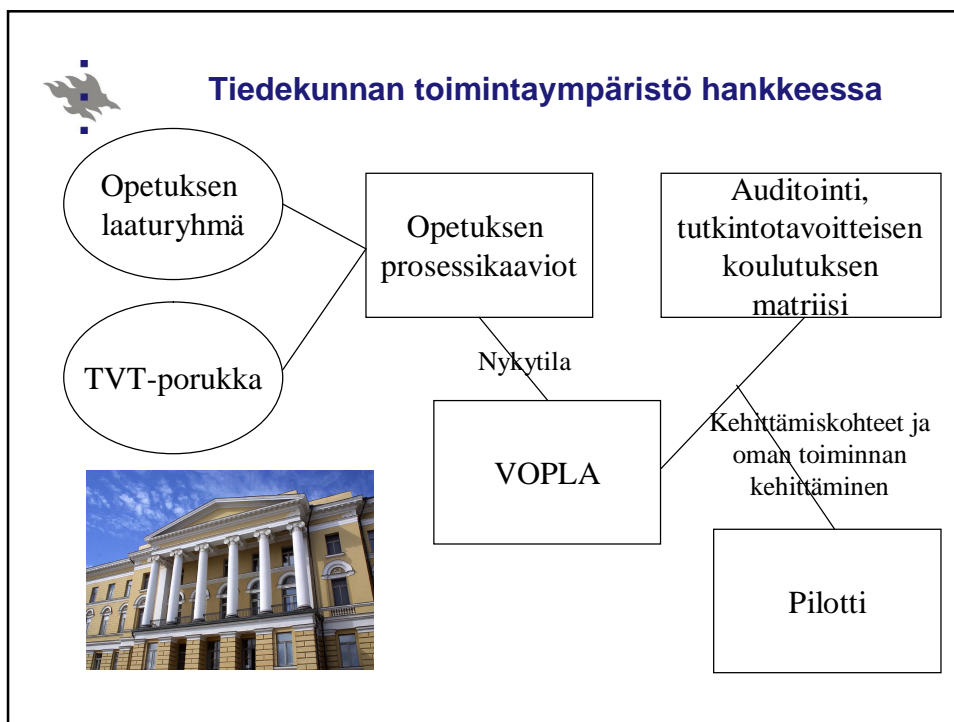 Tiedekunnan toimintaympäristö hankkeessa
Opetuksen
laaturyhmä
TVT-porukka
Opetuksen
prosessikaaviot
Auditointi,
tutkintotavoitteisen
koulutuksen
matriisi
Nykytila
VOPLA
Kehittämiskohteet ja
oman toiminnan
kehittäminen
Pilotti